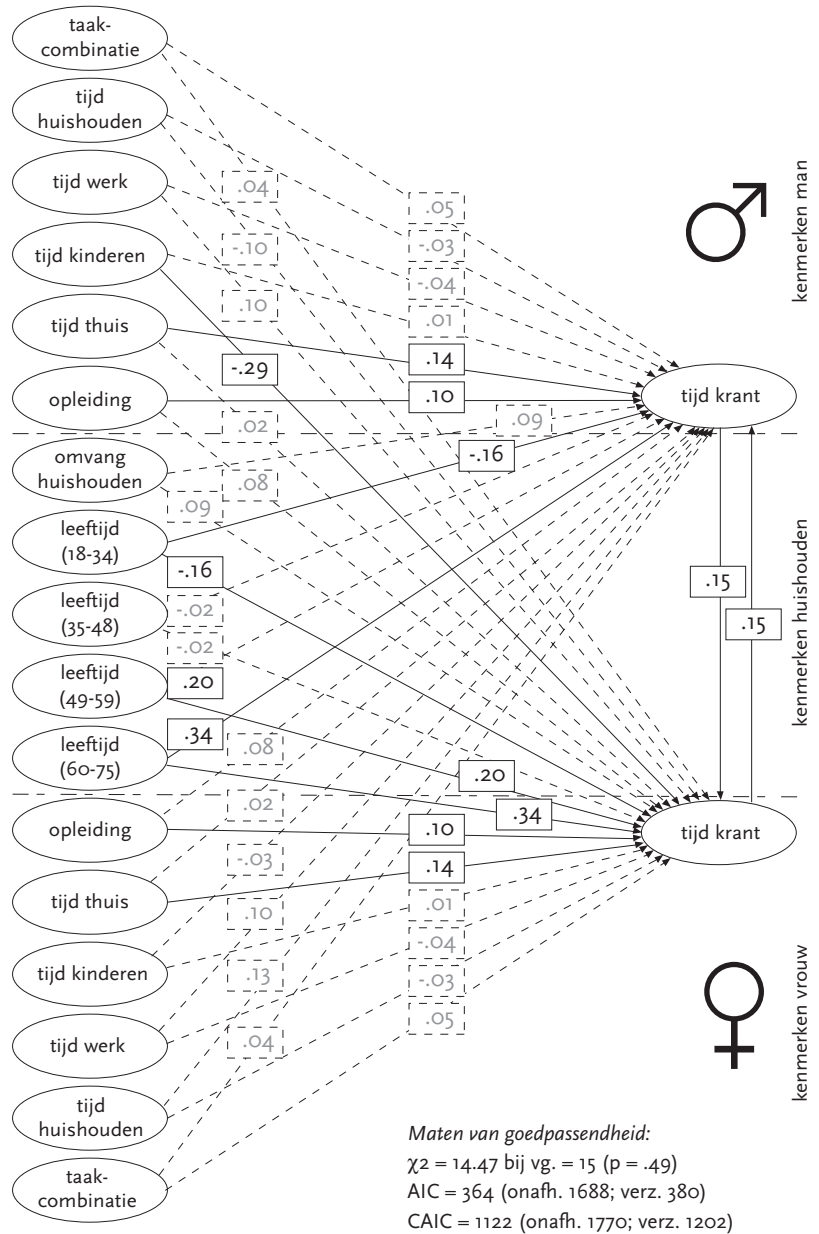 taak-
combinatie
tijd
huishouden
tijd werk
tijd kinderen
tijd thuis
opleiding
omvang
huishouden
leeftijd
(18-34)
leeftijd
(35-48)
leeftijd
(49-59)
leeftijd
(60-75)
opleiding
tijd thuis
tijd kinderen
tijd werk
tijd
huishouden
taak-
combinatie
.04
-.10
.10
-.29
.02
.08
.09
-.16
-.02
-.02
.20
.34
.08
.02
-.03
.10
.13
.04
.05
-.03
-.04
.01
.14
.10
.09
-.16
.20
.34
.10
.14
.01
-.04
-.03
.05
tijd krant
.15
.15
tijd krant
kenmerken man
kenmerken huishouden
kenmerken vrouw
Maten van goedpassendheid:
χ2 = 14.47 bij vg. = 15 (p = .49)
AIC = 364 (onafh. 1688; verz. 380)
CAIC = 1122 (onafh. 1770; verz. 1202)